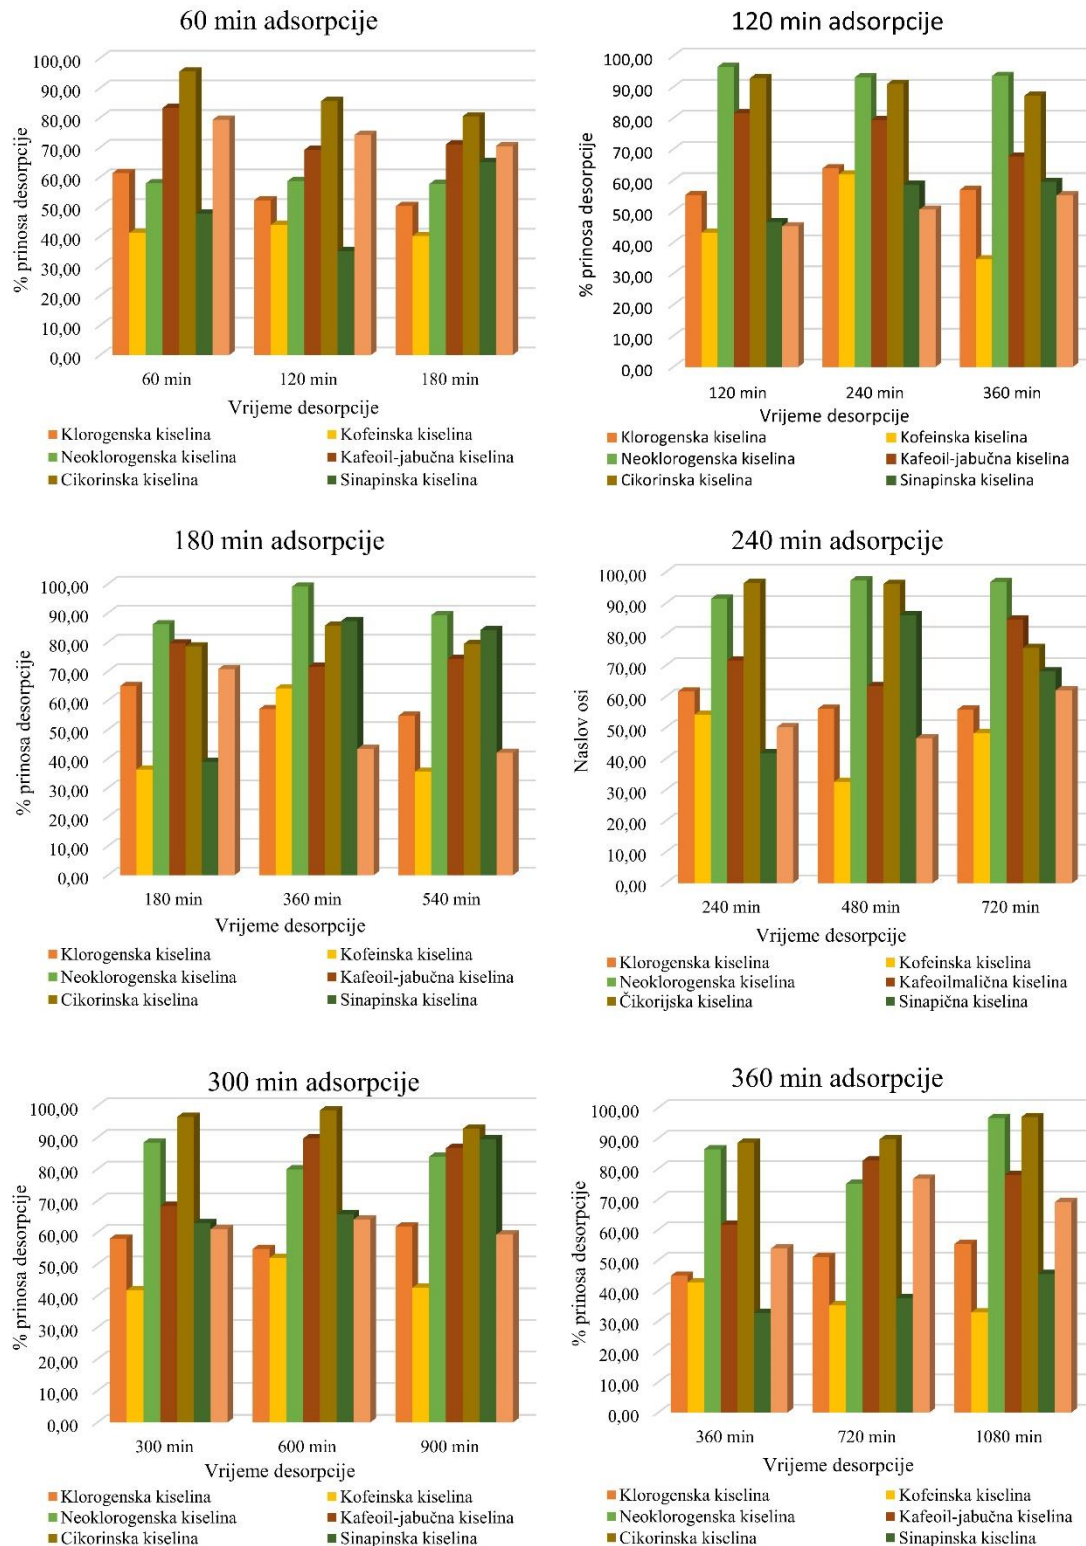 60 min adsorpcije
% prinosa desorpcije
100,00
90,00
80,00
70,00
60,00
50,00
40,00
30,00
20,00
10,00
0,00
60 min 120 min 180 min
Vrijeme desorpcije
Klorogenska kiselina Kofeinska kiselina
Neoklorogenska kiselina Kafeoil-jabučna kiselina
Cikorinska kiselina Sinapinska kiselina
120 min adsorpcije
% prinosa desorpcije
100,00
90,00
80,00
70,00
60,00
50,00
40,00
30,00
20,00
10,00
0,00
120 min 240 min 360 min
Vrijeme desorpcije
Klorogenska kiselina Kofeinska kiselina
Neoklorogenska kiselina Kafeoil-jabučna kiselina
Cikorinska kiselina Sinapinska kiselina
180 min adsorpcije
% prinosa desorpcije
100,00
90,00
80,00
70,00
60,00
50,00
40,00
30,00
20,00
10,00
0,00
180 min 360 min 540 min
Vrijeme desorpcije
Klorogenska kiselina Kofeinska kiselina
Neoklorogenska kiselina Kafeoil-jabučna kiselina
Cikorinska kiselina Sinapinska kiselina
240 min adsorpcije
Naslov osi
100,00
90,00
80,00
70,00
60,00
50,00
40,00
30,00
20,00
10,00
0,00
240 min 480 min 720 min
Vrijeme desorpcije
Klorogenska kiselina Kofeinska kiselina
Neoklorogenska kiselina Kafeoilmalična kiselina
Čikorijska kiselina Sinapična kiselina
300 min adsorpcije
% prinosa desorpcije
100,00
90,00
80,00
70,00
60,00
50,00
40,00
30,00
20,00
10,00
0,00
300 min 600 min 900 min
Vrijeme desorpcije
Klorogenska kiselina Kofeinska kiselina
Neoklorogenska kiselina Kafeoil-jabučna kiselina
Cikorinska kiselina Sinapinska kiselina
360 min adsorpcije
% prinosa desorpcije
100,00
90,00
80,00
70,00
60,00
50,00
40,00
30,00
20,00
10,00
0,00
360 min 720 min 1080 min
Vrijeme desorpcije
Klorogenska kiselina Kofeinska kiselina
Neoklorogenska kiselina Kafeoil-jabučna kiselina
Cikorinska kiselina Sinapinska kiselina